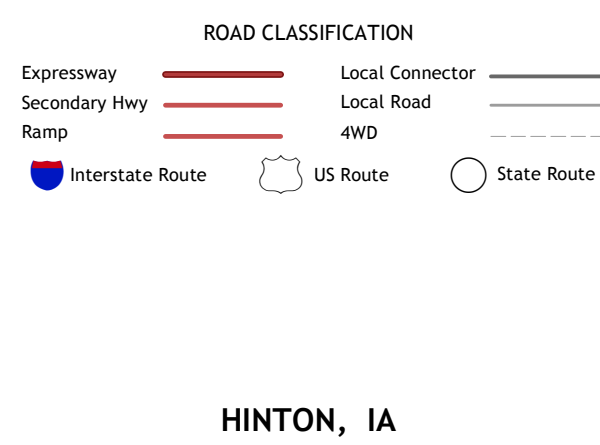 ROAD CLASSIFICATION
Expressway
Local Connector
Secondary Hwy
Local Road
Ramp
4WD
Interstate Route
US Route
State Route
HINTON, IA